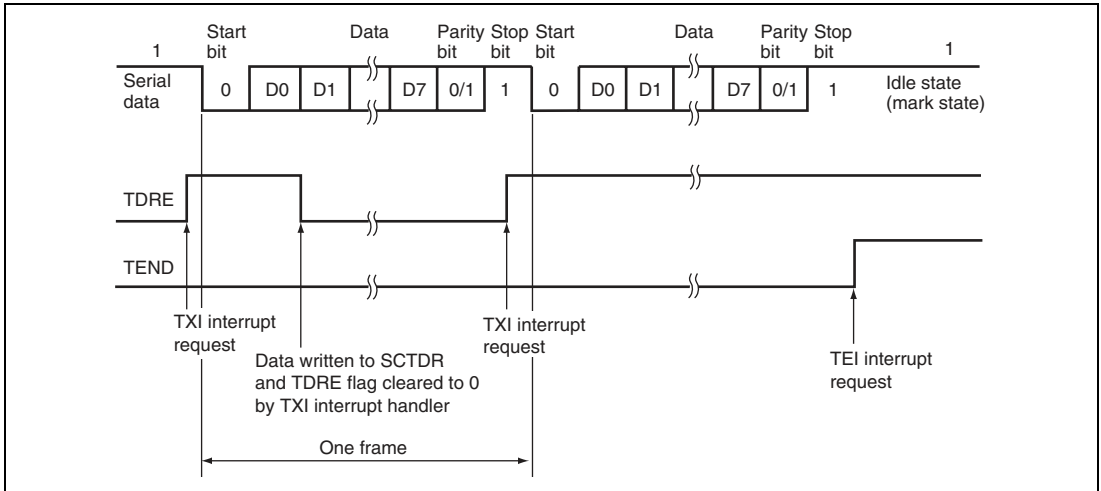 Start bit
Data
Parity bit
Stop bit
Start bit
Data
Parity bit
Stop bit
1
1
Serial data
0
D0
D1
D7
0/1
1
0
D0
D1
D7
0/1
1
Idle state
(mark state)
TDRE
TEND
TXI interrupt
request
Data written to SCTDR
and TDRE flag cleared to 0
by TXI interrupt handler
TXI interrupt
request
TEI interrupt
request
One frame